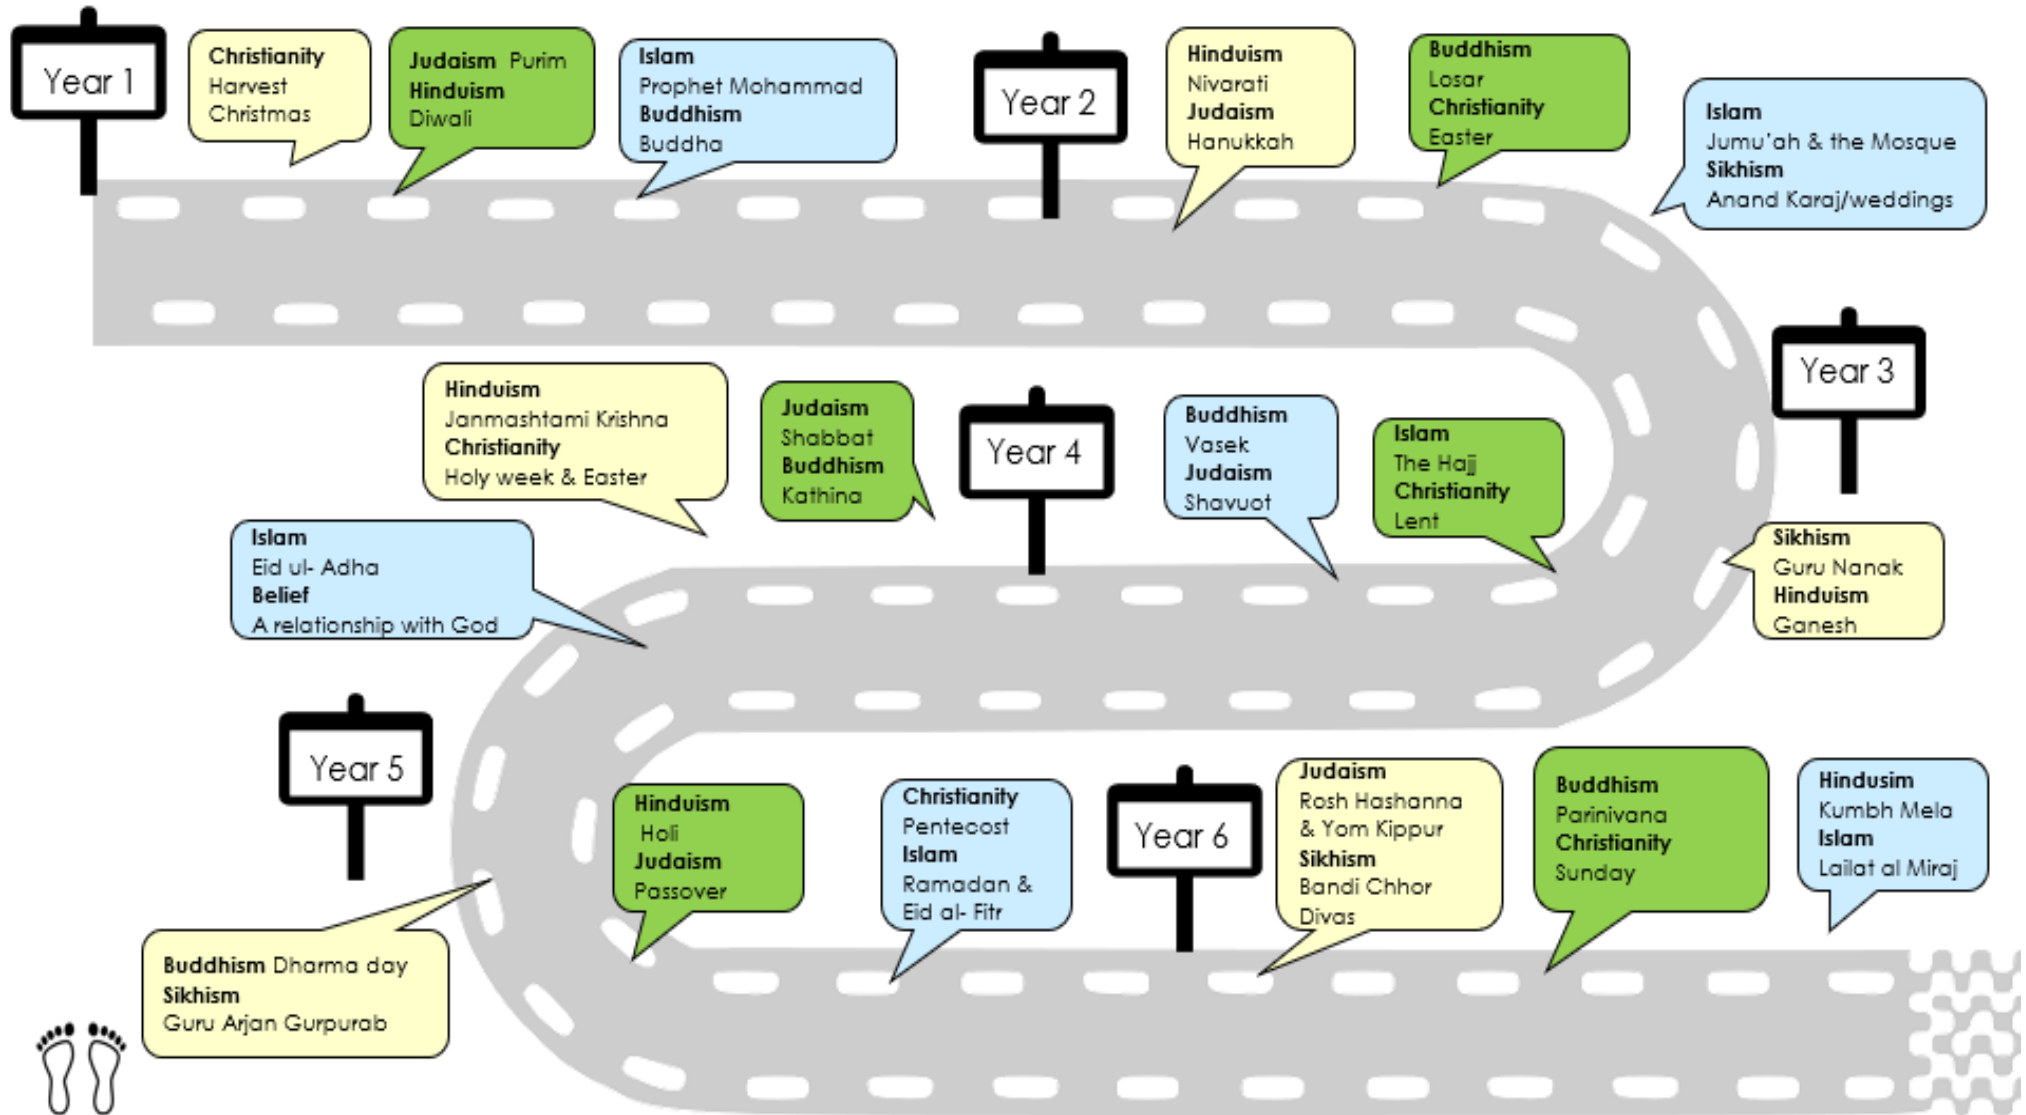 Year 1
Christianity
Harvest
Christmas
Judaism Purim
Hinduism
Diwali
Islam
Prophet Mohammad
Buddhism
Buddha
Year 2
Hinduism
Nivarati
Judaism
Hanukkah
Buddhism
Losar
Christianity
Easter
Islam
Jumu'ah & the Mosque
Sikhism
Anand Karaj/weddings
Year 3
Sikhism
Guru Nanak
Hinduism
Ganesh
Islam
The Hajj
Christianity
Lent
Buddhism
Vasek
Judaism
Shavuot
Year 4
Judaism
Shabbat
Buddhism
Kathina
Hinduism
Janmashtami Krishna
Christianity
Holy week & Easter
Islam
Eid ul- Adha
Belief
A relationship with God
Year 5
Buddhism Dharma day
Sikhism
Guru Arjan Gurpurab
Hinduism
Holi
Judaism
Passover
Christianity
Pentecost
Islam
Ramadan &
Eid al- Fitr
Year 6
Judaism
Rosh Hashanna
& Yom Kippur
Sikhism
Bandi Chhor
Divas
Buddhism
Parinivana
Christianity
Sunday
Hindusim
Kumbh Mela
Islam
Lailat al Miraj